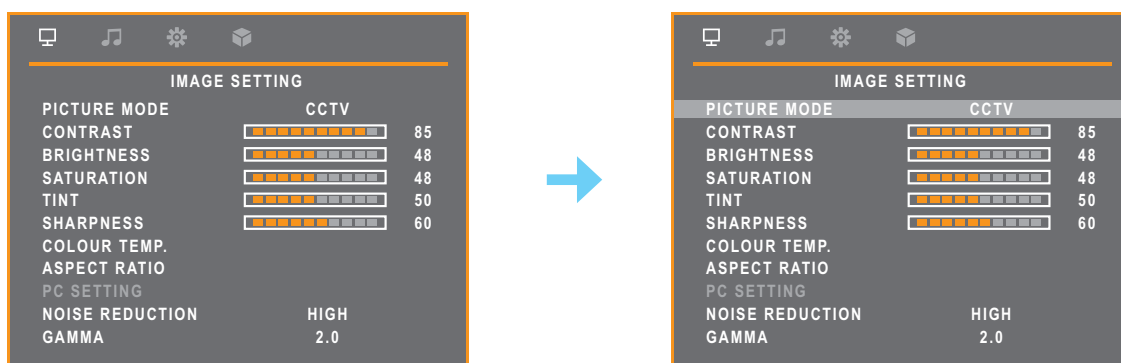 IMAGE SETTING
PICTURE MODE CCTV
CONTRAST 85
BRIGHTNESS 48
SATURATION 48
TINT 50
SHARPNESS 60
COLOUR TEMP.
ASPECT RATIO
PC SETTING
NOISE REDUCTION HIGH
GAMMA 2.0
IMAGE SETTING
PICTURE MODE CCTV
CONTRAST 85
BRIGHTNESS 48
SATURATION 48
TINT 50
SHARPNESS 60
COLOUR TEMP.
ASPECT RATIO
PC SETTING
NOISE REDUCTION HIGH
GAMMA 2.0